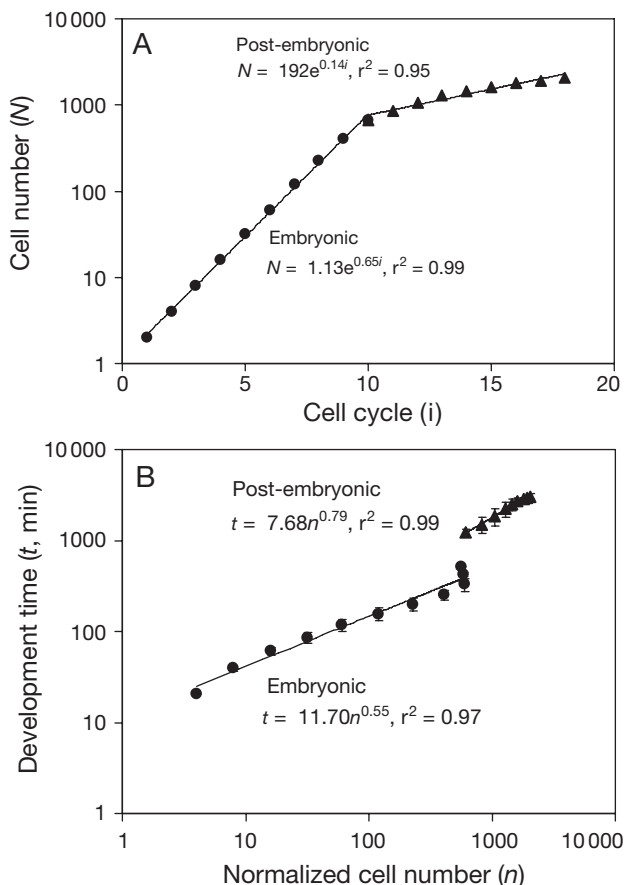 A
Post-embryonic
N = 192e^0.14i, r² = 0.95
Embryonic
N = 1.13e^0.65i, r² = 0.99
10 000
1000
100
10
1
Cell number (N)
0 5 10 15 20
Cell cycle (i)
B
Post-embryonic
t = 7.68n^0.79, r² = 0.99
Embryonic
t = 11.70n^0.55, r² = 0.97
10 000
1000
100
10
1
Development time (t, min)
1 10 100 1000 10 000
Normalized cell number (n)